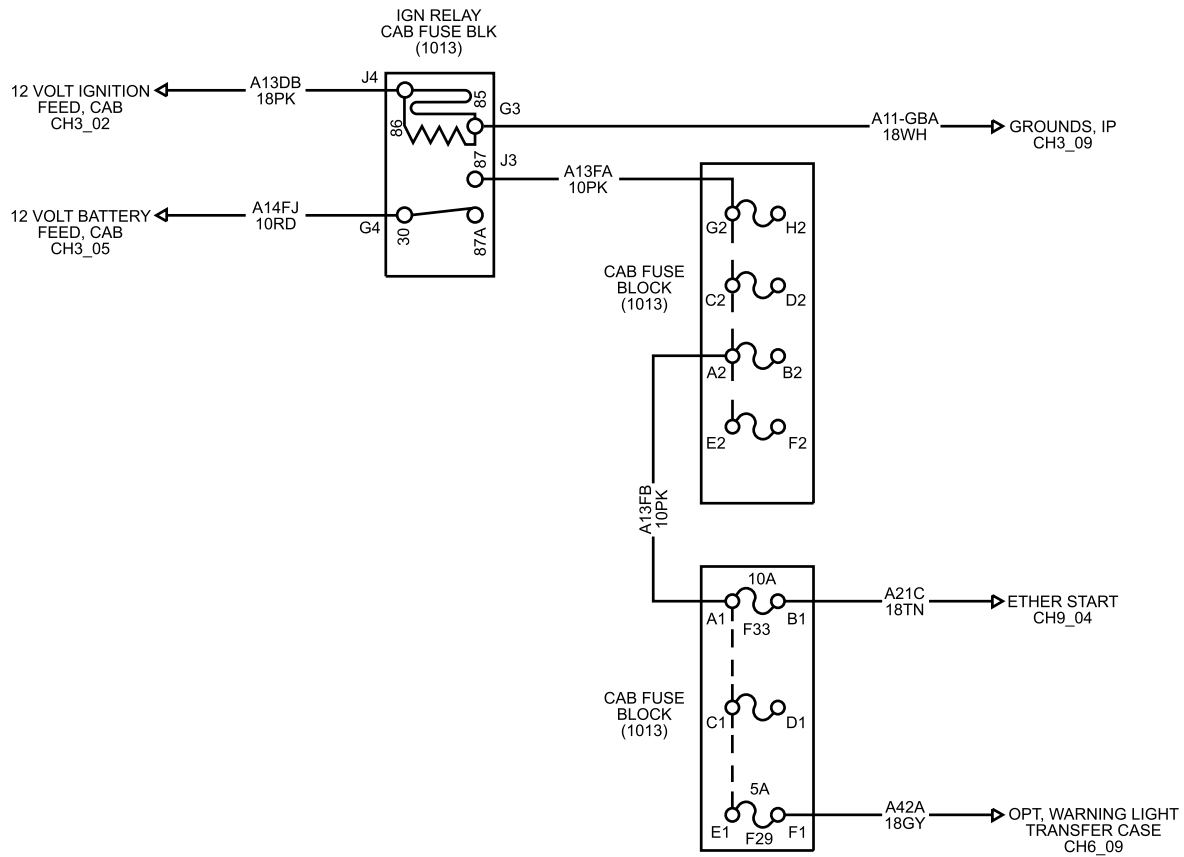 IGN RELAY
CAB FUSE BLK
(1013)
12 VOLT IGNITION
FEED, CAB
CH3_02
A13DB
18PK
J4
85
86
G3
A11-GBA
18WH
GROUNDS, IP
CH3_09
87
J3
A13FA
10PK
12 VOLT BATTERY
FEED, CAB
CH3_05
A14FJ
10RD
G4
30
87A
CAB FUSE
BLOCK
(1013)
G2
H2
C2
D2
A2
B2
E2
F2
A13FB
10PK
10A
A1
F33
B1
A21C
18TN
ETHER START
CH9_04
CAB FUSE
BLOCK
(1013)
C1
D1
5A
E1
F29
F1
A42A
18GY
OPT, WARNING LIGHT
TRANSFER CASE
CH6_09